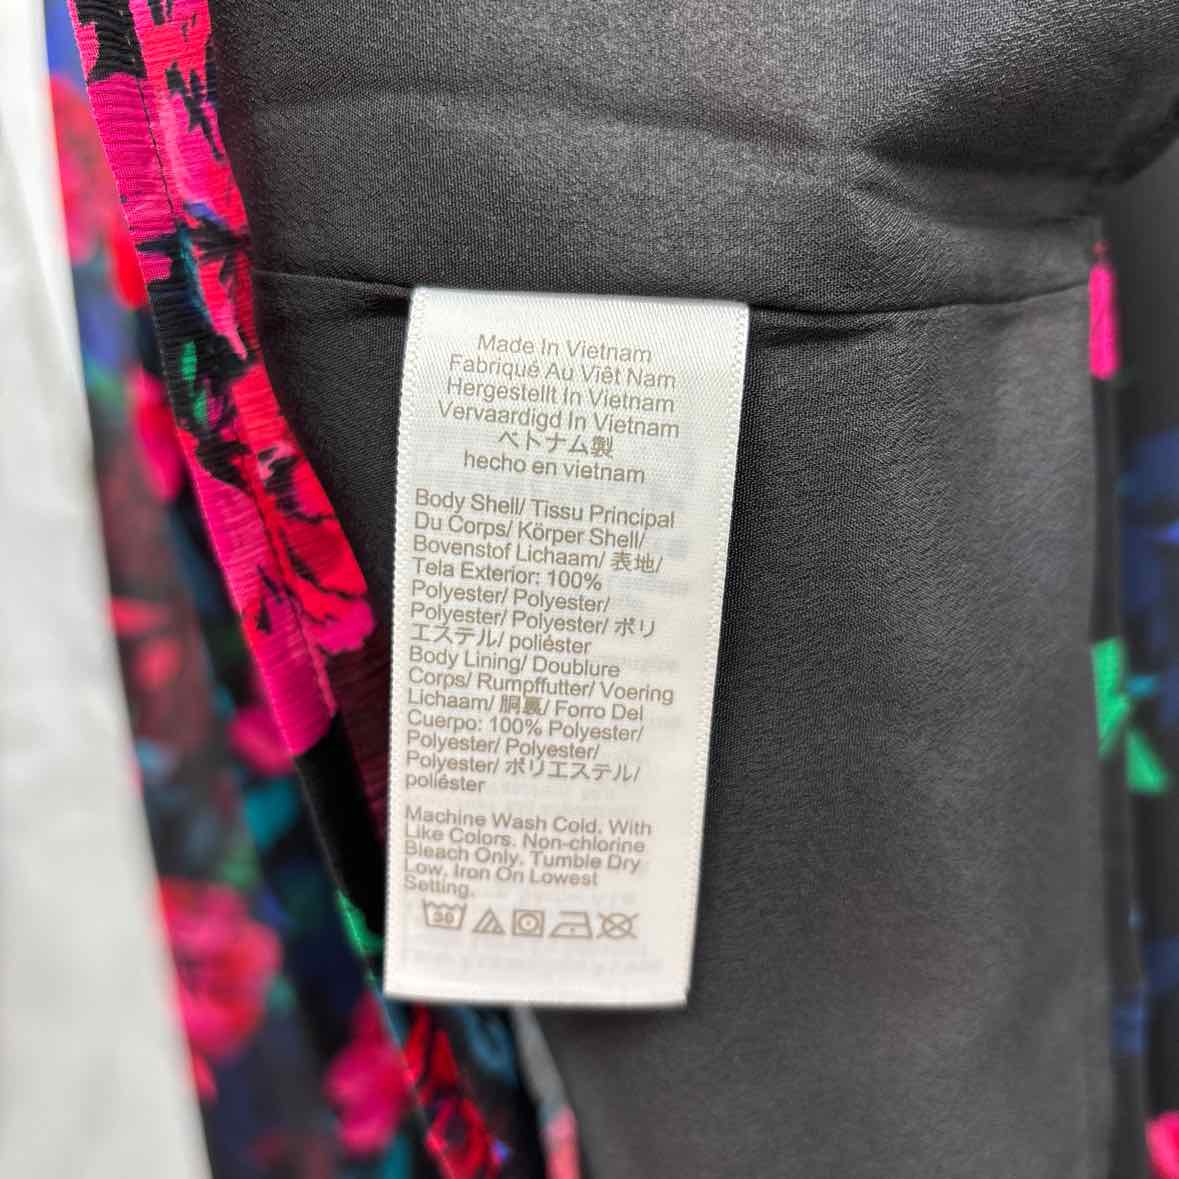 Made In Vietnam
Fabriqué Au Viêt Nam
Hergestellt In Vietnam
Vervaardigd In Vietnam
ベトナム製
hecho en vietnam
Body Shell/ Tissu Principal
Du Corps/ Körper Shell/
Bovenstof Lichaam/ 表地/
Tela Exterior: 100%
Polyester/ Polyester/
Polyester/ Polyester/ ポリ
エステル/ poliéster
Body Lining/ Doublure
Corps/ Rumpffutter/ Voering
Lichaam/ 胴裏/ Forro Del
Cuerpo: 100% Polyester/
Polyester/ Polyester/
Polyester/ ポリエステル/
poliéster
Machine Wash Cold. With
Like Colors. Non-chlorine
Bleach Only. Tumble Dry
Low. Iron On Lowest
Setting.
30